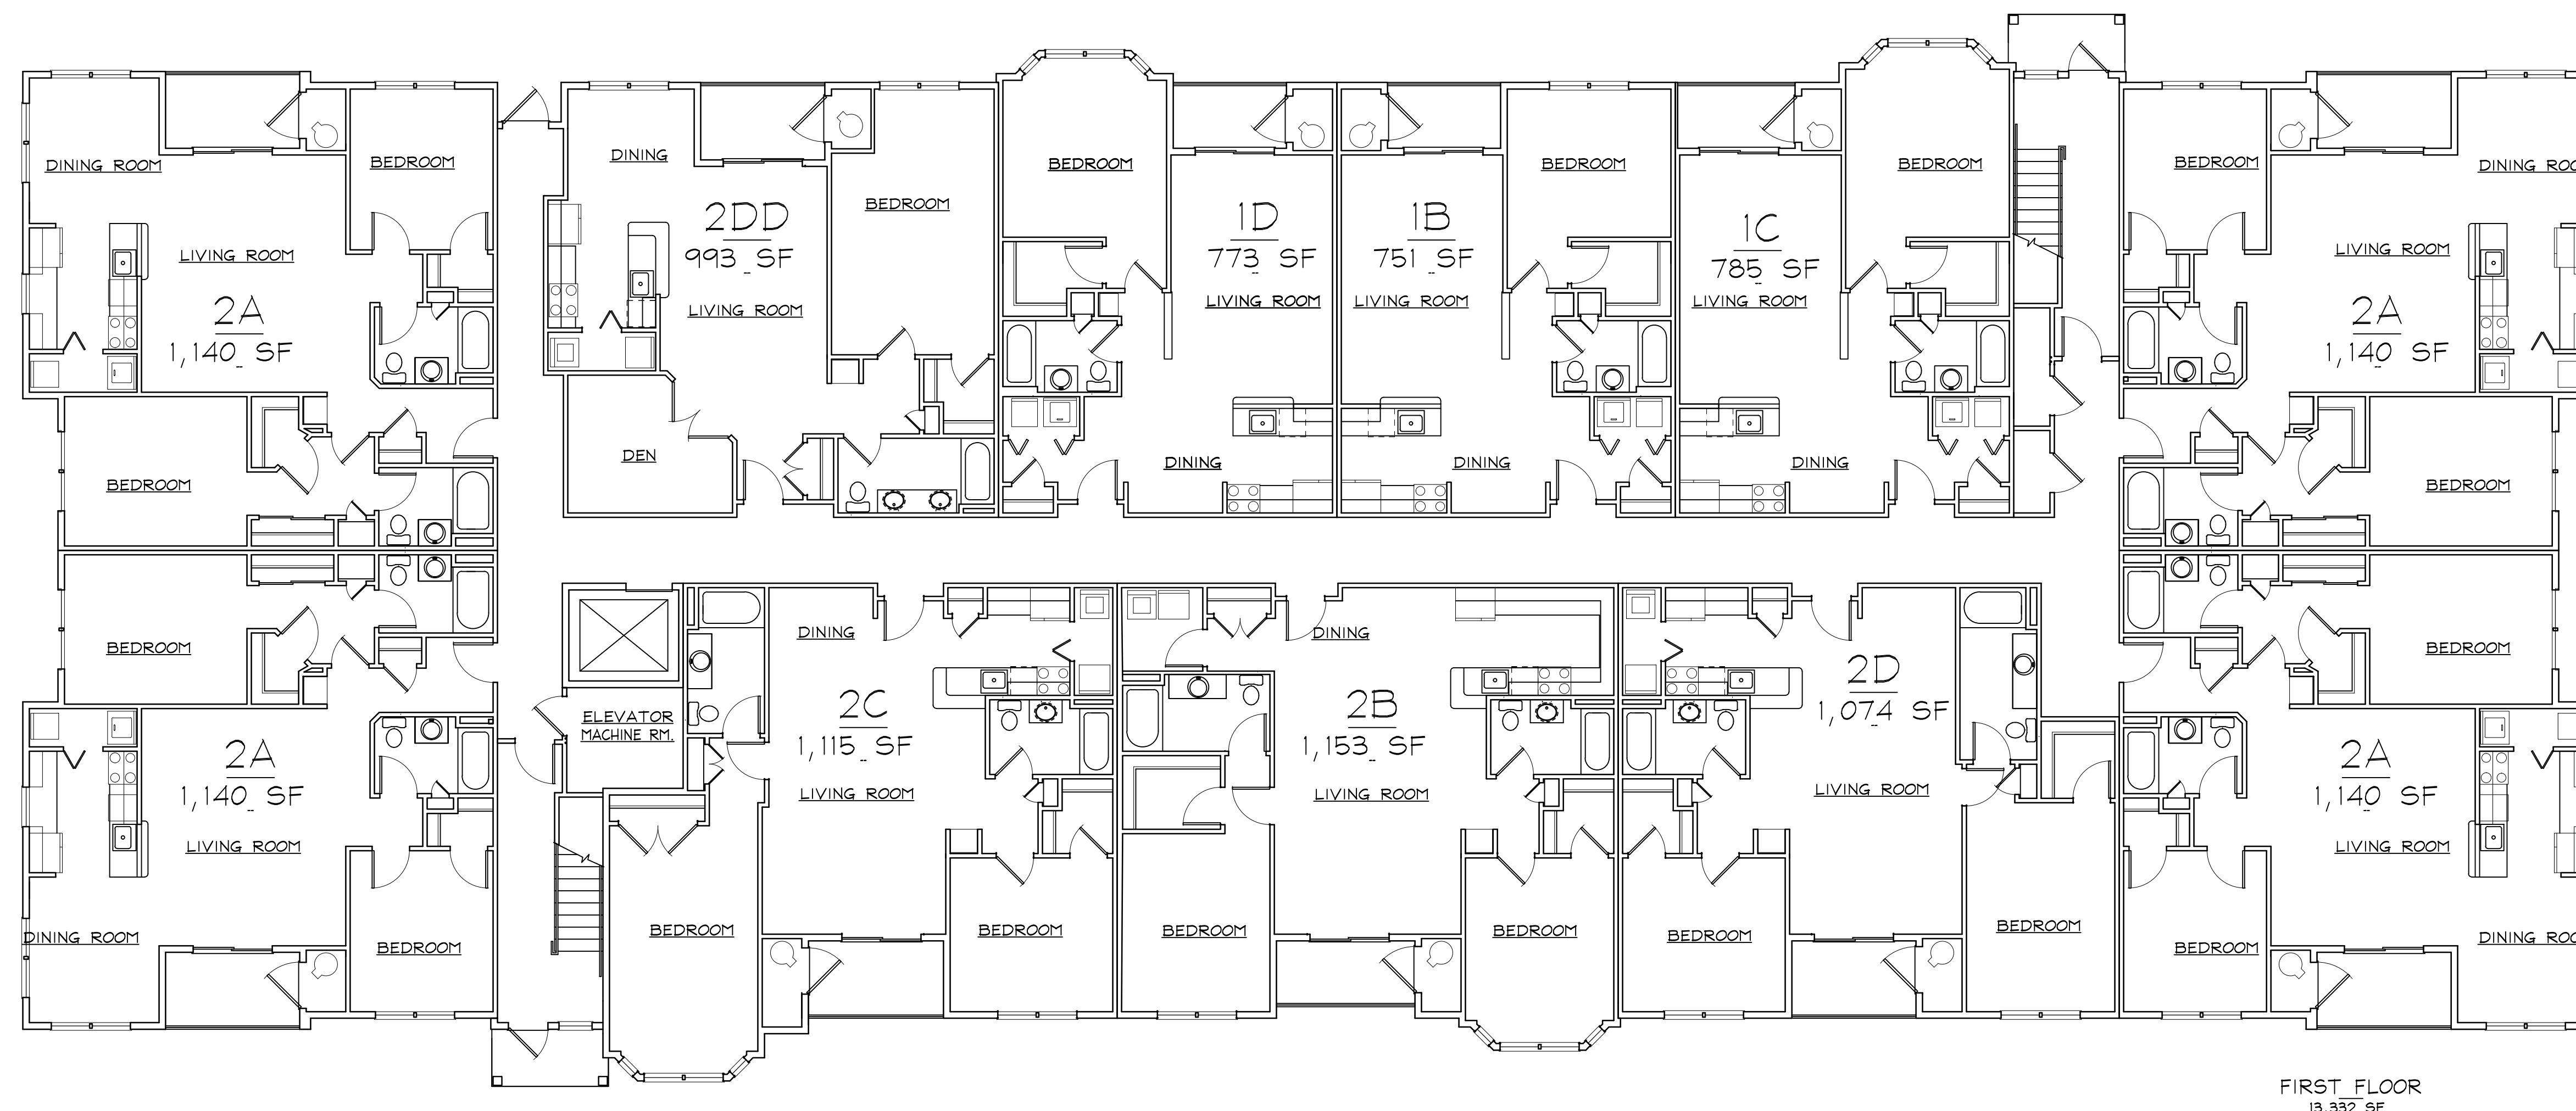 DINING ROOM
BEDROOM
LIVING ROOM
2A
1,140 SF
BEDROOM
DINING
2DD
993 SF
LIVING ROOM
BEDROOM
DEN
BEDROOM
1D
773 SF
LIVING ROOM
DINING
1B
751 SF
LIVING ROOM
BEDROOM
DINING
1C
785 SF
LIVING ROOM
BEDROOM
DINING
BEDROOM
DINING ROO
LIVING ROOM
2A
1,140 SF
BEDROOM
BEDROOM
2A
1,140 SF
LIVING ROOM
DINING ROOM
BEDROOM
ELEVATOR
MACHINE RM.
BEDROOM
DINING
2C
1,115 SF
LIVING ROOM
BEDROOM
DINING
2B
1,153 SF
LIVING ROOM
BEDROOM
BEDROOM
2D
1,074 SF
LIVING ROOM
BEDROOM
BEDROOM
BEDROOM
2A
1,140 SF
LIVING ROOM
DINING ROO
BEDROOM
FIRST FLOOR
13,332 SF